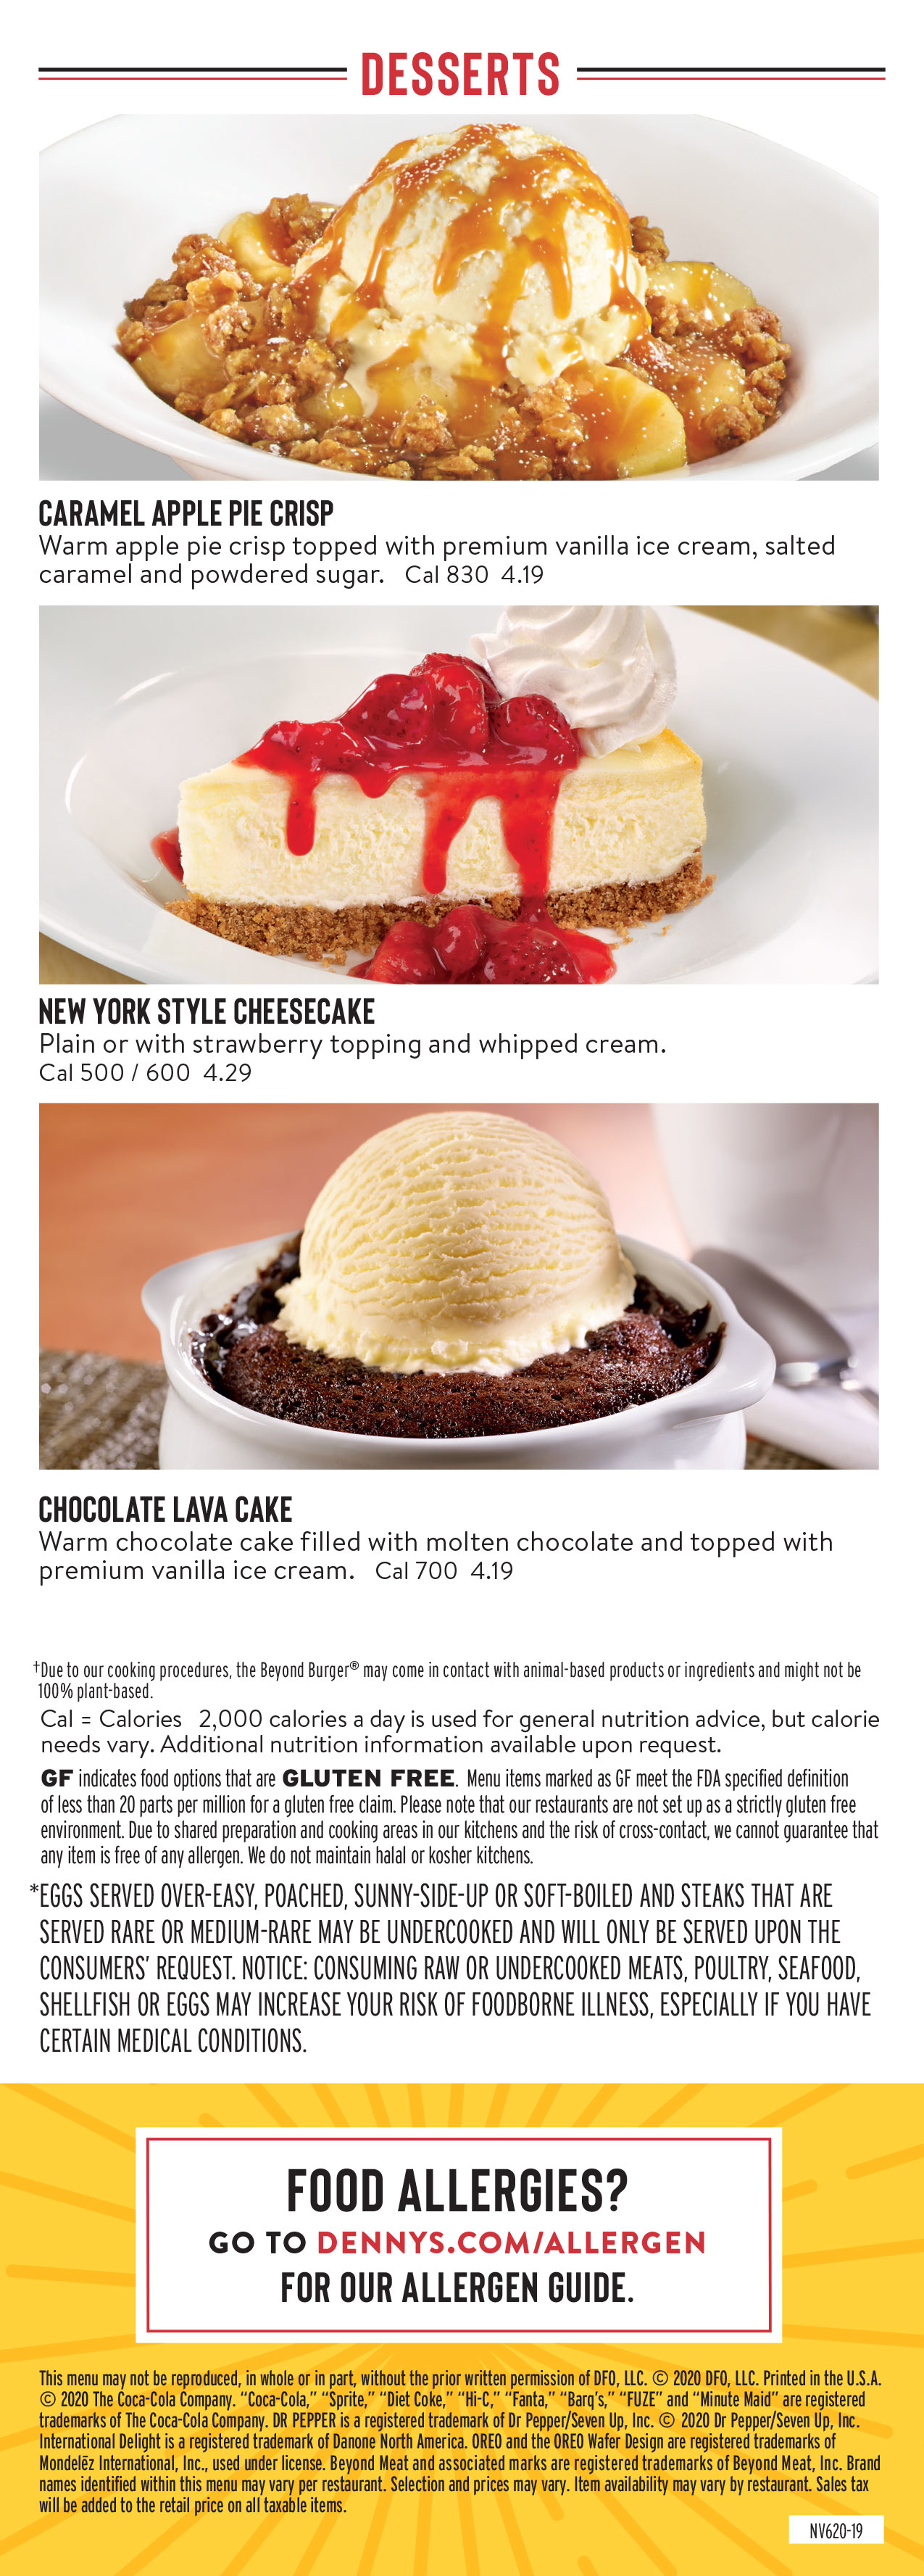 DESSERTS
CARAMEL APPLE PIE CRISP
Warm apple pie crisp topped with premium vanilla ice cream, salted
caramel and powdered sugar. Cal 830 4.19
NEW YORK STYLE CHEESECAKE
Plain or with strawberry topping and whipped cream.
Cal 500 / 600 4.29
CHOCOLATE LAVA CAKE
Warm chocolate cake filled with molten chocolate and topped with
premium vanilla ice cream. Cal 700 4.19
†Due to our cooking procedures, the Beyond Burger® may come in contact with animal-based products or ingredients and might not be
100% plant-based.
Cal = Calories 2,000 calories a day is used for general nutrition advice, but calorie
needs vary. Additional nutrition information available upon request.
GF indicates food options that are GLUTEN FREE. Menu items marked as GF meet the FDA specified definition
of less than 20 parts per million for a gluten free claim. Please note that our restaurants are not set up as a strictly gluten free
environment. Due to shared preparation and cooking areas in our kitchens and the risk of cross-contact, we cannot guarantee that
any item is free of any allergen. We do not maintain halal or kosher kitchens.
*EGGS SERVED OVER-EASY, POACHED, SUNNY-SIDE-UP OR SOFT-BOILED AND STEAKS THAT ARE
SERVED RARE OR MEDIUM-RARE MAY BE UNDERCOOKED AND WILL ONLY BE SERVED UPON THE
CONSUMERS' REQUEST. NOTICE: CONSUMING RAW OR UNDERCOOKED MEATS, POULTRY, SEAFOOD,
SHELLFISH OR EGGS MAY INCREASE YOUR RISK OF FOODBORNE ILLNESS, ESPECIALLY IF YOU HAVE
CERTAIN MEDICAL CONDITIONS.
FOOD ALLERGIES?
GO TO DENNYS.COM/ALLERGEN
FOR OUR ALLERGEN GUIDE.
This menu may not be reproduced, in whole or in part, without the prior written permission of DFO, LLC. © 2020 DFO, LLC. Printed in the U.S.A.
© 2020 The Coca-Cola Company. “Coca-Cola,” “Sprite,” “Diet Coke,” “Hi-C,” “Fanta,” “Barq’s,” “FUZE” and “Minute Maid” are registered
trademarks of The Coca-Cola Company. DR PEPPER is a registered trademark of Dr Pepper/Seven Up, Inc. © 2020 Dr Pepper/Seven Up, Inc.
International Delight is a registered trademark of Danone North America. OREO and the OREO Wafer Design are registered trademarks of
Mondelēz International, Inc., used under license. Beyond Meat and associated marks are registered trademarks of Beyond Meat, Inc. Brand
names identified within this menu may vary per restaurant. Selection and prices may vary. Item availability may vary by restaurant. Sales tax
will be added to the retail price on all taxable items.
NV620-19